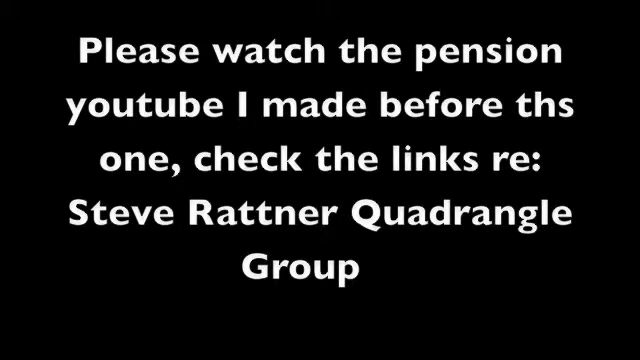 Please watch the pension
youtube I made before ths
one, check the links re:
Steve Rattner Quadrangle
Group